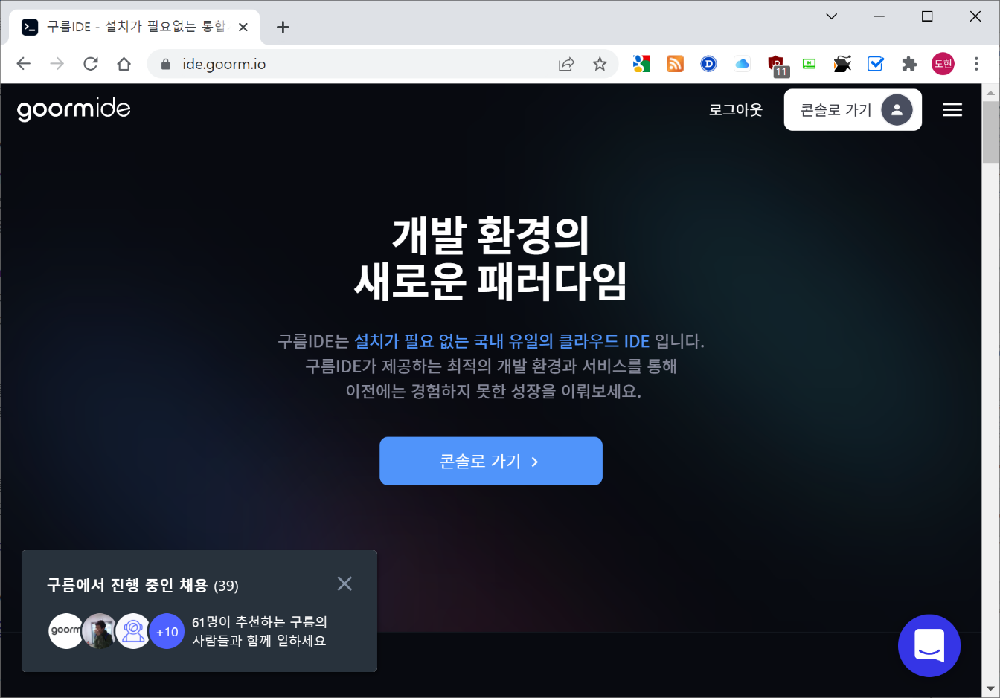 구름IDE - 설치가 필요없는 통합
ide.goorm.io
11
도현
goormide
로그아웃
콘솔로 가기
개발 환경의
새로운 패러다임
구름IDE는 설치가 필요 없는 국내 유일의 클라우드 IDE 입니다.
구름IDE가 제공하는 최적의 개발 환경과 서비스를 통해
이전에는 경험하지 못한 성장을 이뤄보세요.
콘솔로 가기
구름에서 진행 중인 채용 (39)
goorm
+10
61명이 추천하는 구름의
사람들과 함께 일하세요